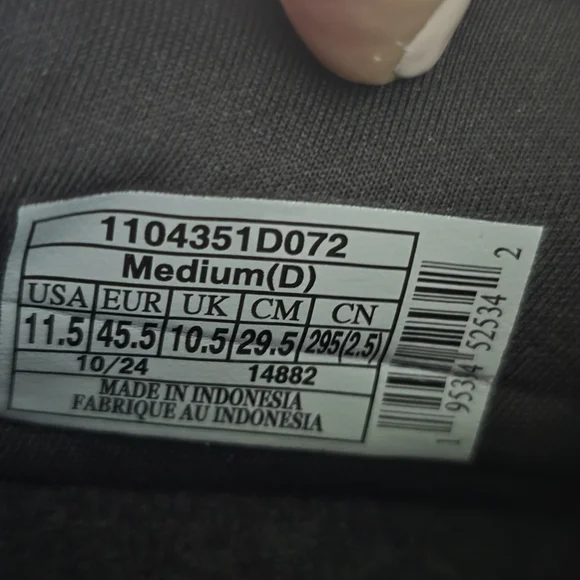 1104351D072
Medium(D)
USA EUR UK CM CN
11.5 45.5 10.5 29.5 295(2.5)
10/24 14882
MADE IN INDONESIA
FABRIQUE AU INDONESIA
1 95344 52534 2